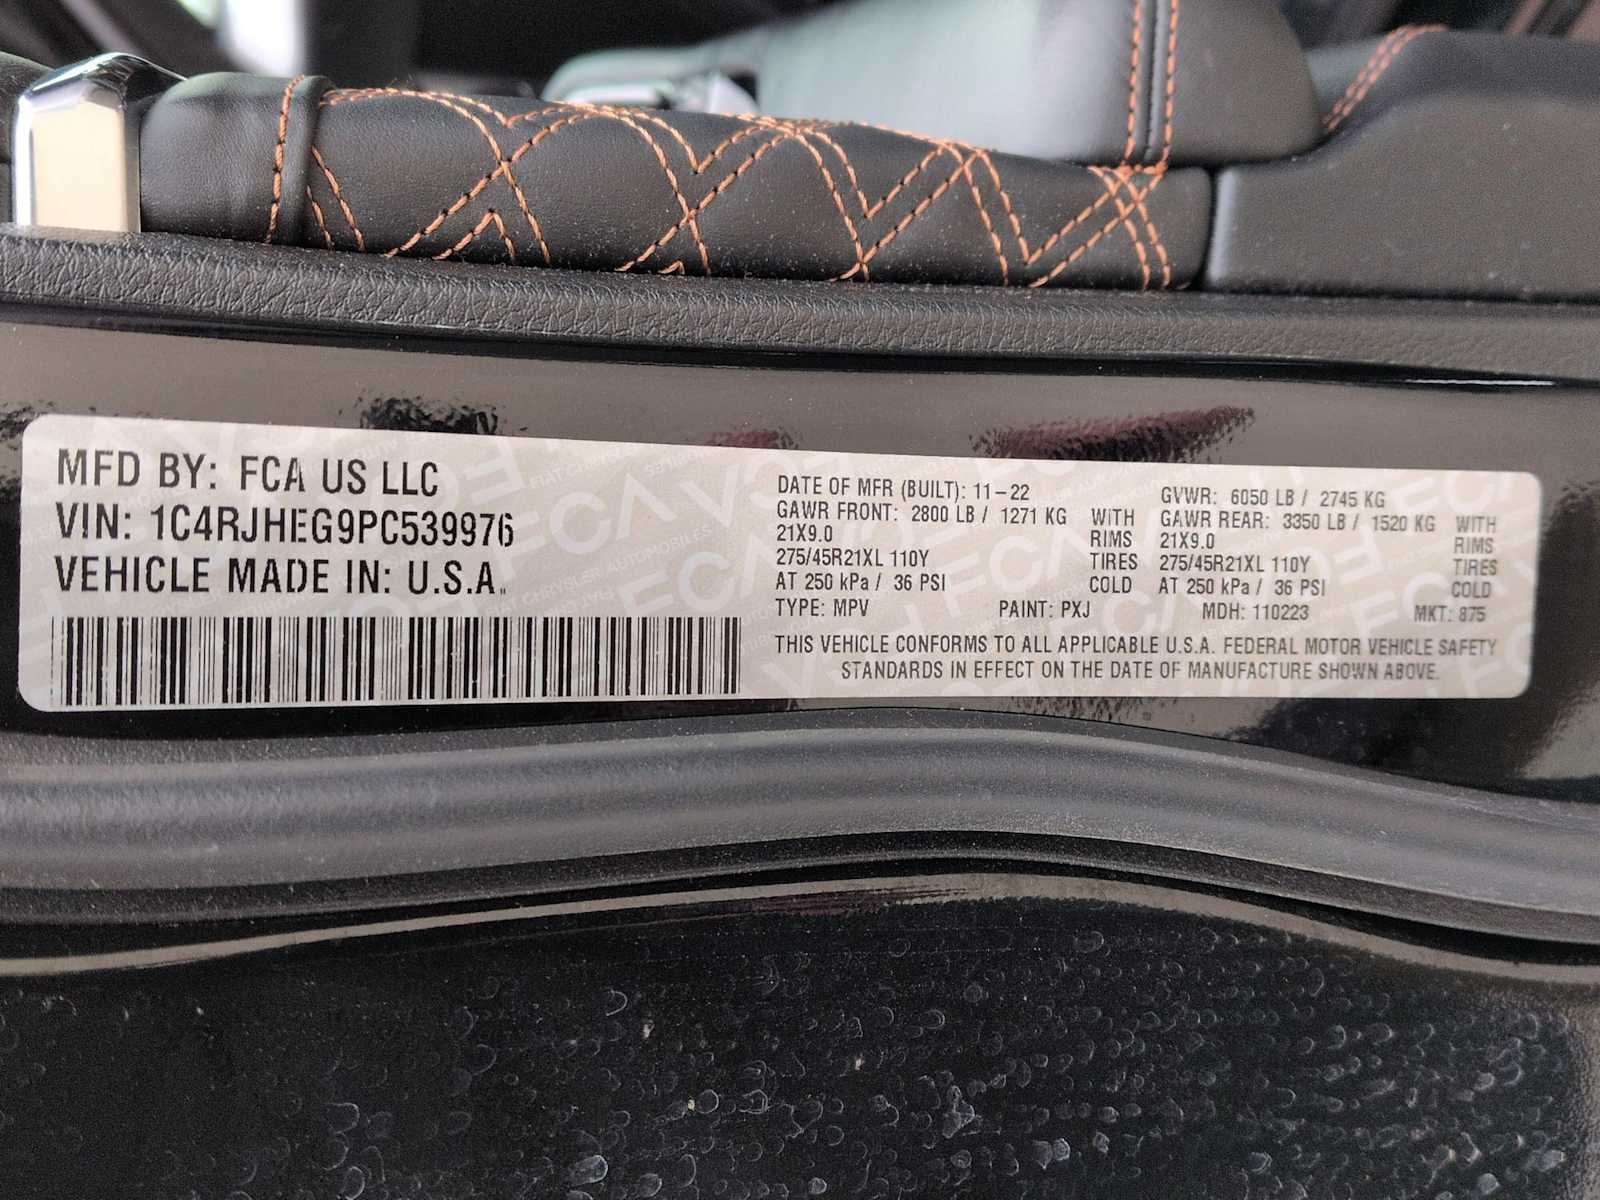 MFD BY: FCA US LLC
VIN: 1C4RJHEG9PC539976
VEHICLE MADE IN: U.S.A.
DATE OF MFR (BUILT): 11-22 GVWR: 6050 LB / 2745 KG
GAWR FRONT: 2800 LB / 1271 KG WITH GAWR REAR: 3350 LB / 1520 KG WITH
21X9.0 RIMS 21X9.0 RIMS
275/45R21XL 110Y TIRES 275/45R21XL 110Y TIRES
AT 250 kPa / 36 PSI COLD AT 250 kPa / 36 PSI COLD
TYPE: MPV PAINT: PXJ MDH: 110223 MKT: 875
THIS VEHICLE CONFORMS TO ALL APPLICABLE U.S.A. FEDERAL MOTOR VEHICLE SAFETY
STANDARDS IN EFFECT ON THE DATE OF MANUFACTURE SHOWN ABOVE.